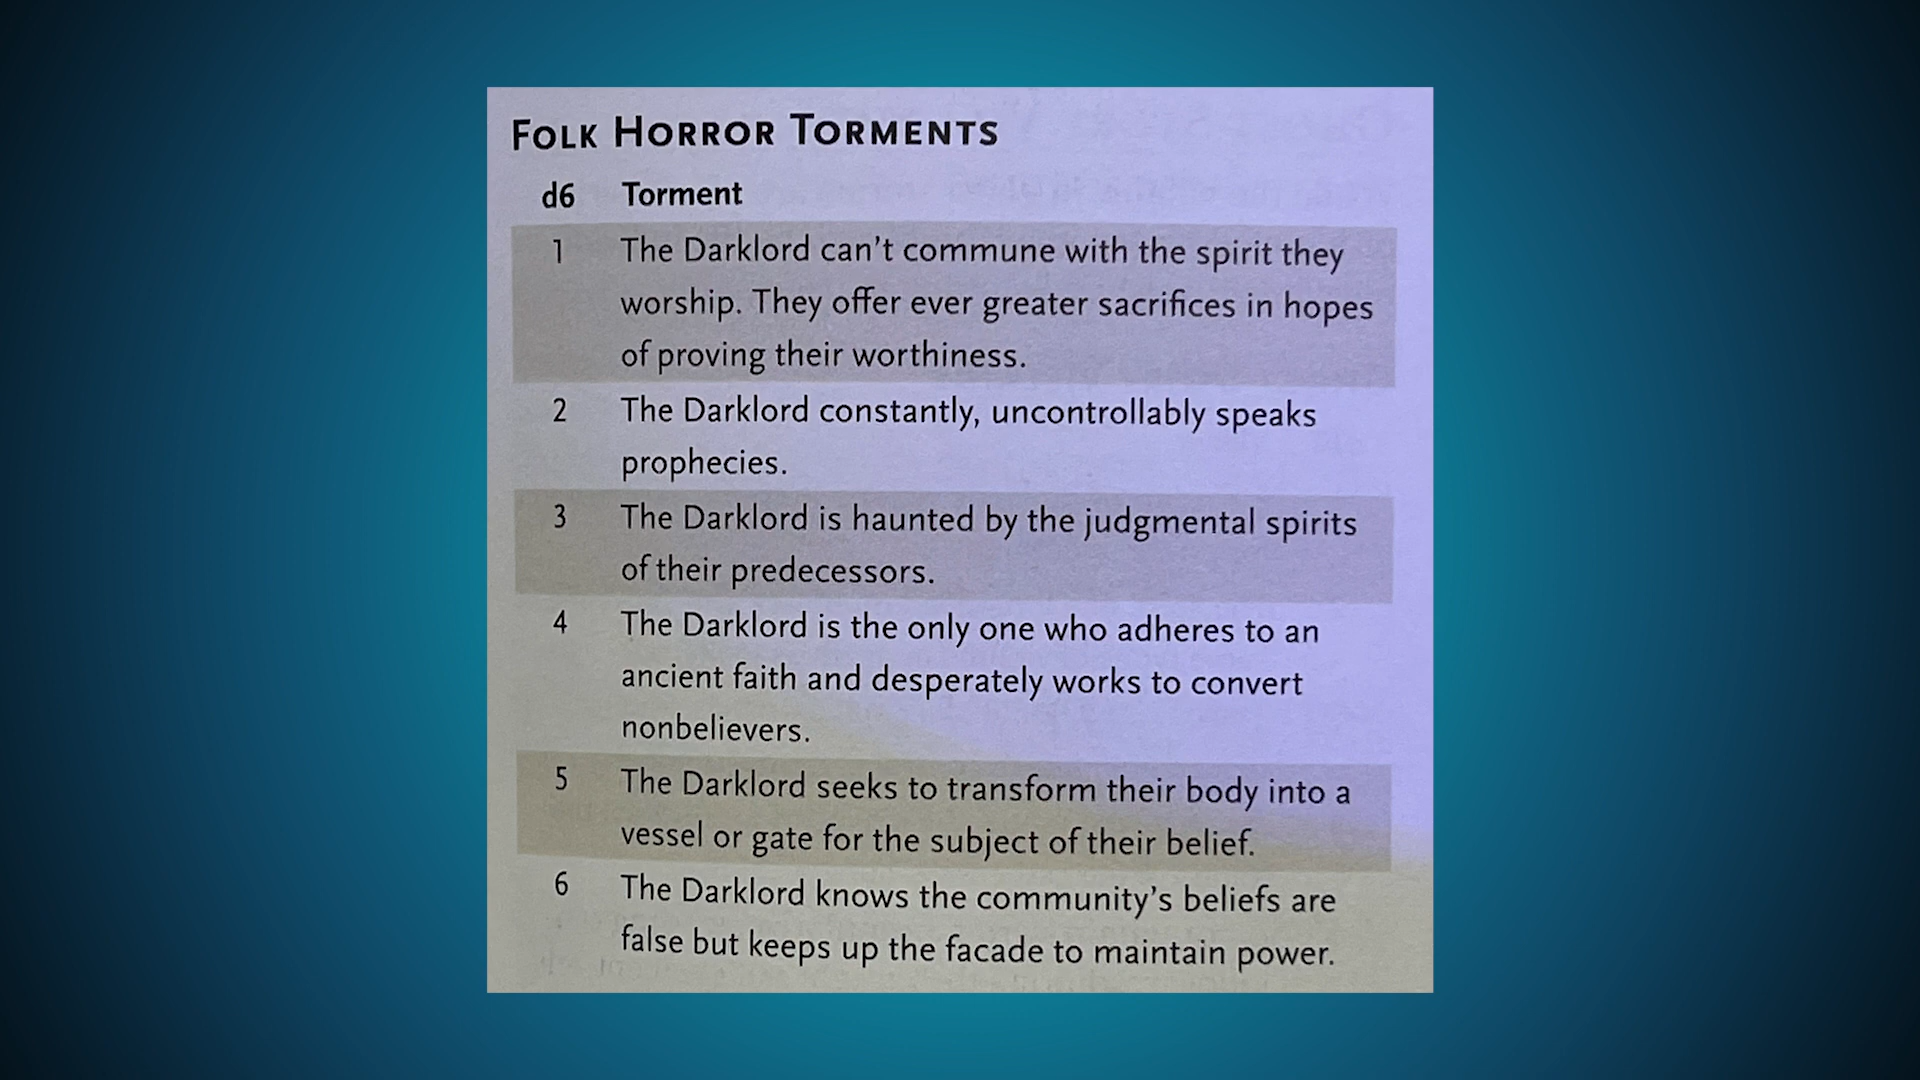 Folk Horror Torments
d6 Torment
1 The Darklord can't commune with the spirit they
worship. They offer ever greater sacrifices in hopes
of proving their worthiness.
2 The Darklord constantly, uncontrollably speaks
prophecies.
3 The Darklord is haunted by the judgmental spirits
of their predecessors.
4 The Darklord is the only one who adheres to an
ancient faith and desperately works to convert
nonbelievers.
5 The Darklord seeks to transform their body into a
vessel or gate for the subject of their belief.
6 The Darklord knows the community's beliefs are
false but keeps up the facade to maintain power.